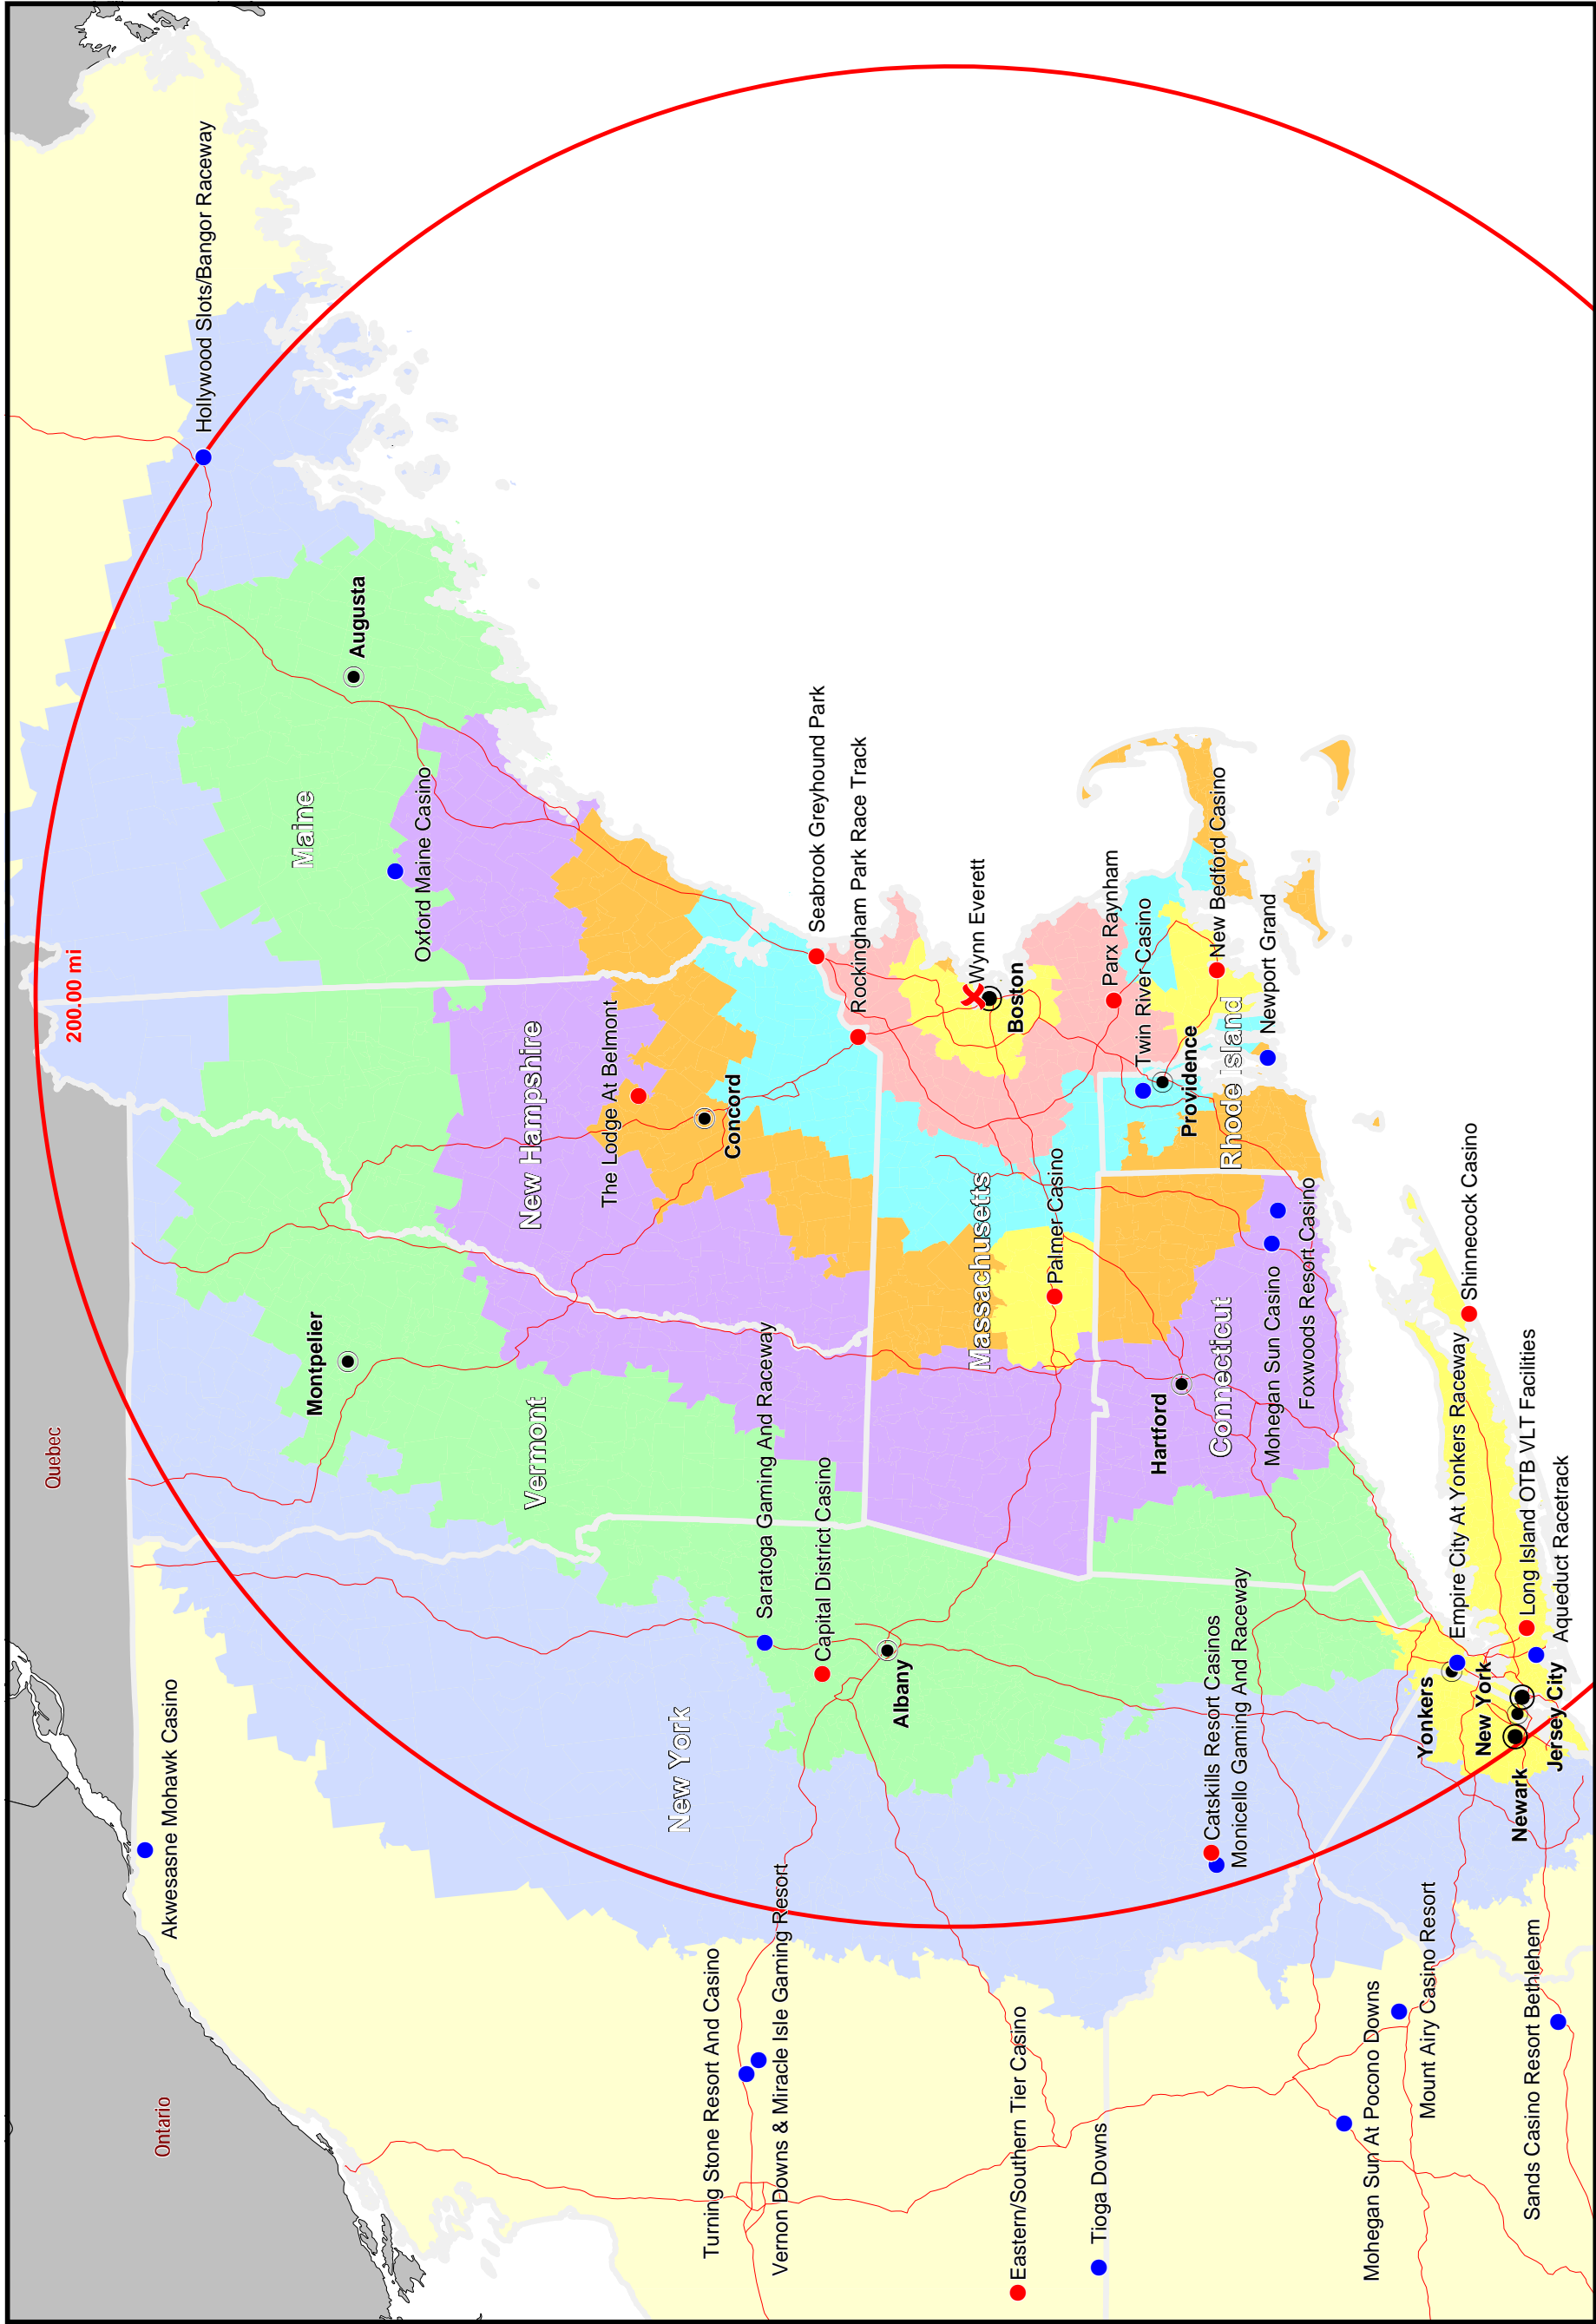 Hollywood Slots/Bangor Raceway
Augusta
Maine
Oxford Maine Casino
200.00 mi
Quebec
Montpelier
Vermont
New Hampshire
The Lodge At Belmont
Concord
Seabrook Greyhound Park
Rockingham Park Race Track
Wynn Everett
Boston
Massachusetts
Palmer Casino
Parx Raynham
Twin River Casino
Providence
New Bedford Casino
Rhode Island
Newport Grand
Hartford
Connecticut
Mohegan Sun Casino
Foxwoods Resort Casino
Shinnecock Casino
Saratoga Gaming And Raceway
Capital District Casino
Albany
New York
Akwesasne Mohawk Casino
Ontario
Catskills Resort Casinos
Monicello Gaming And Raceway
Empire City At Yonkers Raceway
Long Island OTB VLT Facilities
Aqueduct Racetrack
Yonkers
New York
Jersey City
Newark
Turning Stone Resort And Casino
Vernon Downs & Miracle Isle Gaming Resort
Eastern/Southern Tier Casino
Tioga Downs
Mohegan Sun At Pocono Downs
Mount Airy Casino Resort
Sands Casino Resort Bethlehem